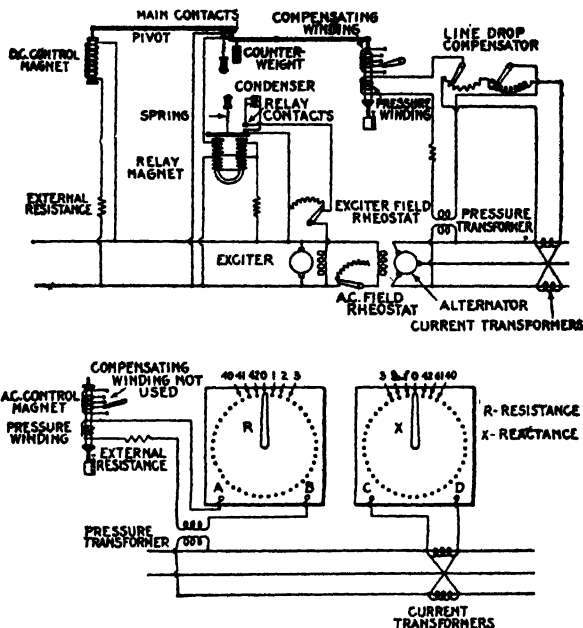 MAIN CONTACTS
PIVOT
D.C. CONTROL
MAGNET
COUNTER-
WEIGHT
COMPENSATING
WINDING
LINE DROP
COMPENSATOR
CONDENSER
RELAY
CONTACTS
SPRING
PRESSURE
WINDING
RELAY
MAGNET
EXTERNAL
RESISTANCE
EXCITER FIELD
RHEOSTAT
PRESSURE
TRANSFORMER
EXCITER
A.C. FIELD
RHEOSTAT
ALTERNATOR
CURRENT TRANSFORMERS
COMPENSATING
WINDING NOT
USED
A.C. CONTROL
MAGNET
PRESSURE
WINDING
EXTERNAL
RESISTANCE
40 41 42 0 1 2 3
R
A B
3 2 1 0 42 41 40
X
C D
R - RESISTANCE
X - REACTANCE
PRESSURE
TRANSFORMER
CURRENT
TRANSFORMERS